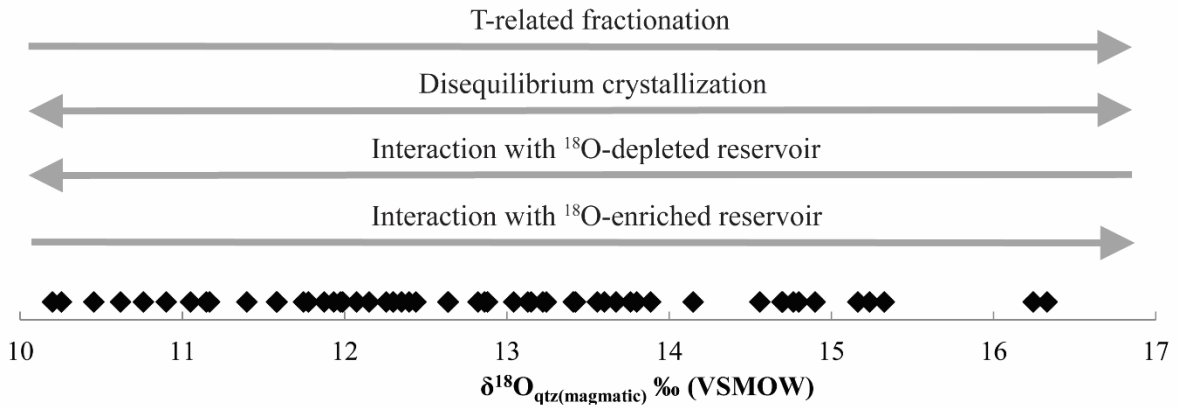 T-related fractionation
Disequilibrium crystallization
Interaction with ¹⁸O-depleted reservoir
Interaction with ¹⁸O-enriched reservoir
10 11 12 13 14 15 16 17
δ¹⁸O_qtz(magmatic) ‰ (VSMOW)